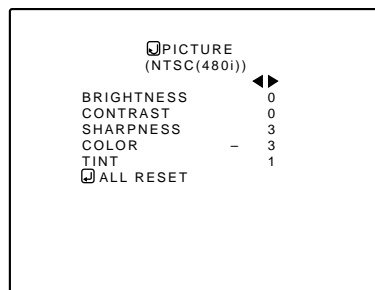 PICTURE
(NTSC(480i))
◀▶
BRIGHTNESS 0
CONTRAST 0
SHARPNESS 3
COLOR – 3
TINT 1
ALL RESET